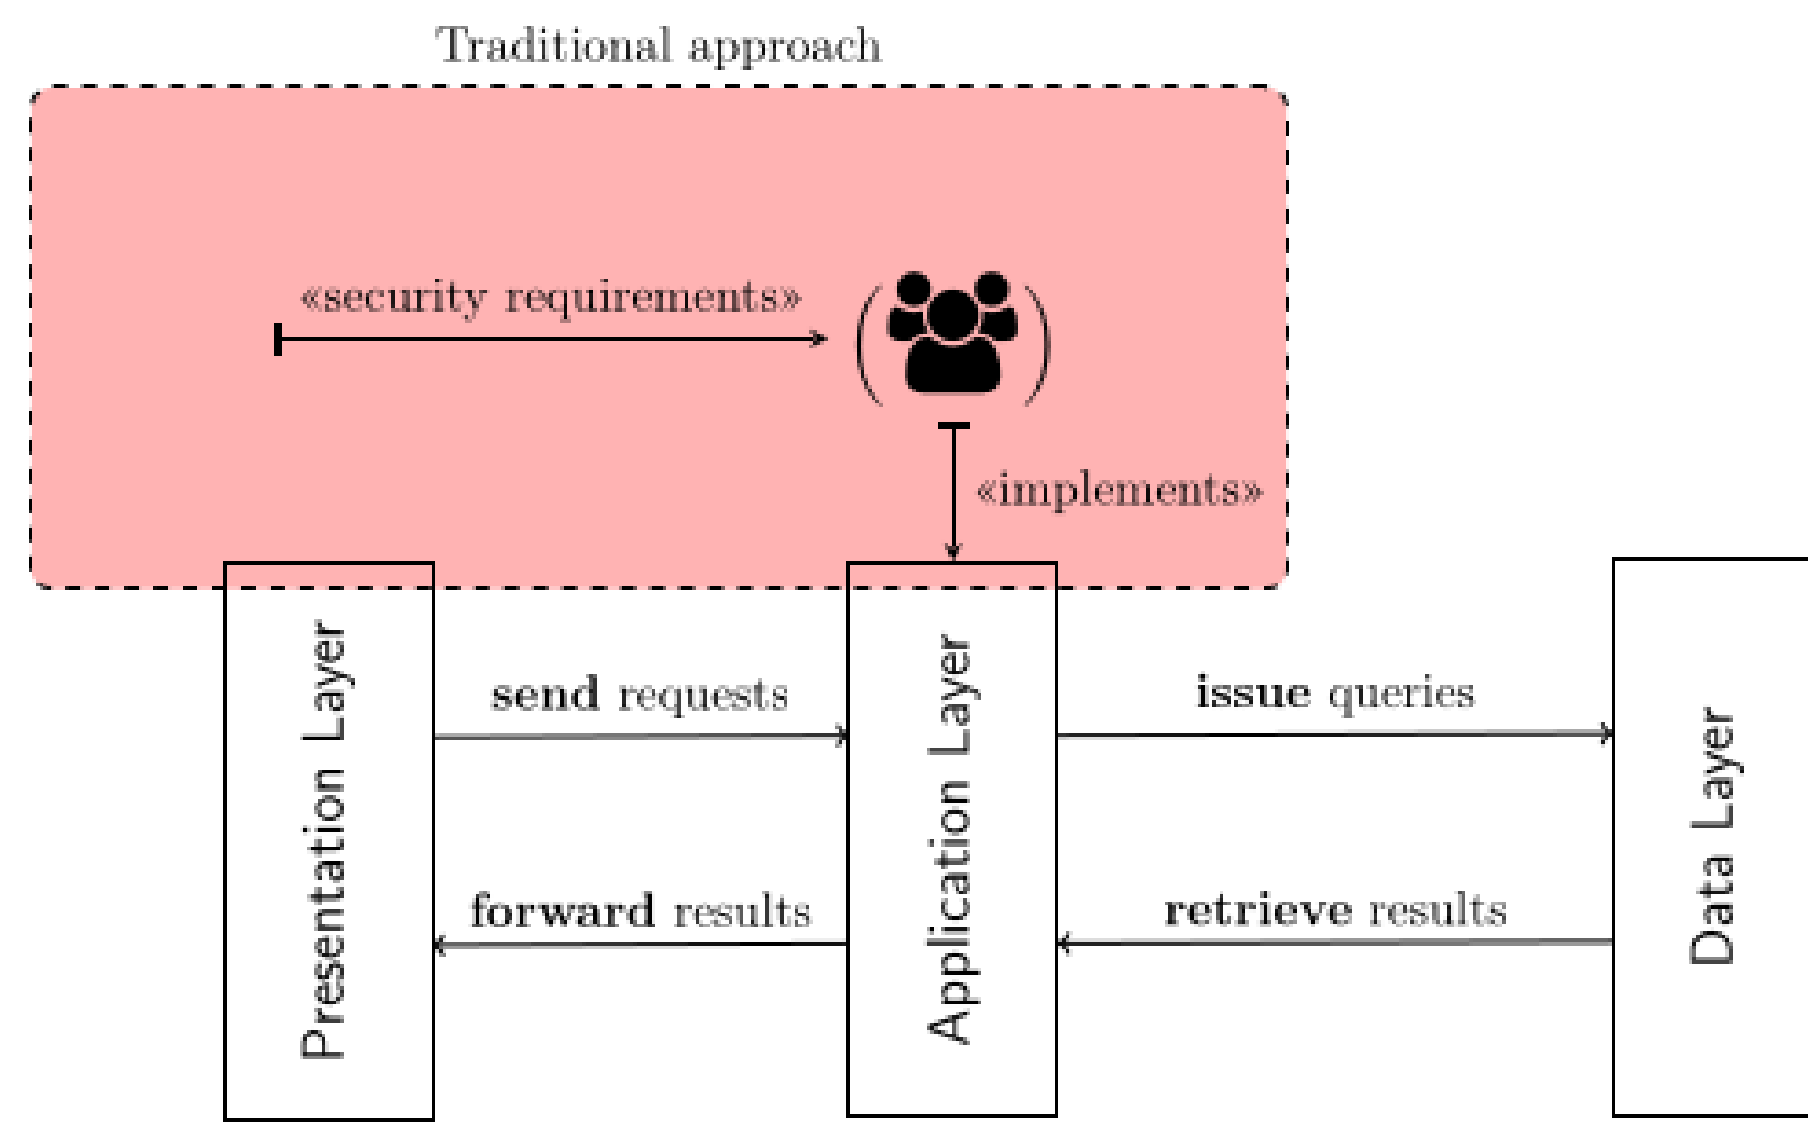 Traditional approach
«security requirements»
«implements»
Presentation Layer
send requests
forward results
Application Layer
issue queries
retrieve results
Data Layer